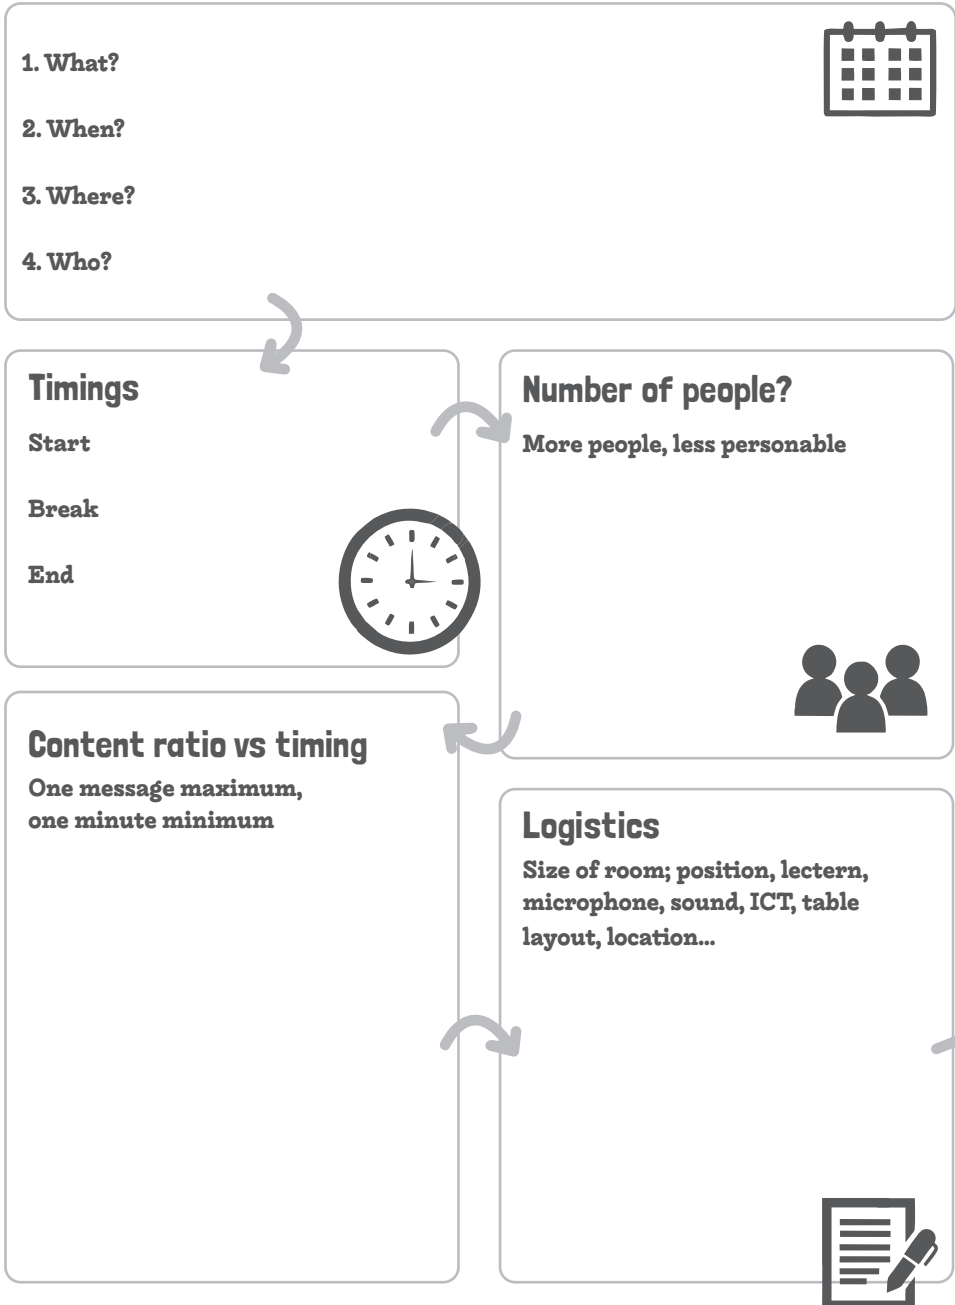 1. What?
2. When?
3. Where?
4. Who?
Timings
Start
Break
End
Number of people?
More people, less personable
Content ratio vs timing
One message maximum,
one minute minimum
Logistics
Size of room; position, lectern,
microphone, sound, ICT, table
layout, location...